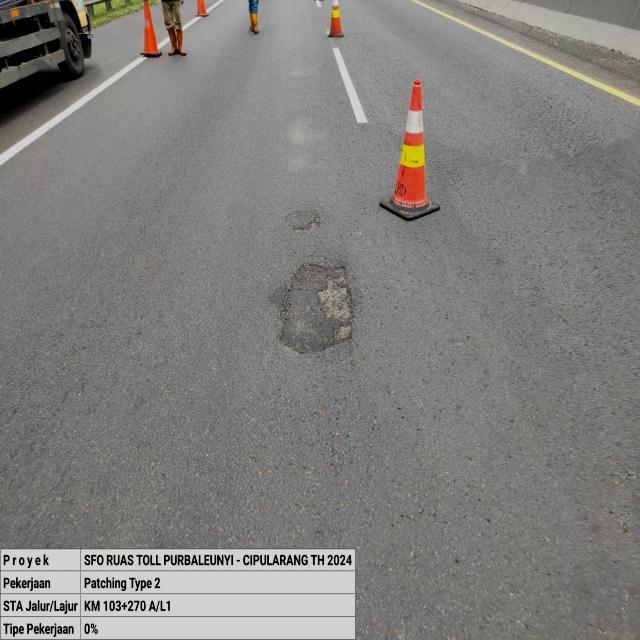 Proyek SFO RUAS TOLL PURBALEUNYI - CIPULARANG TH 2024
Pekerjaan Patching Type 2
STA Jalur/Lajur KM 103+270 A/L1
Tipe Pekerjaan 0%